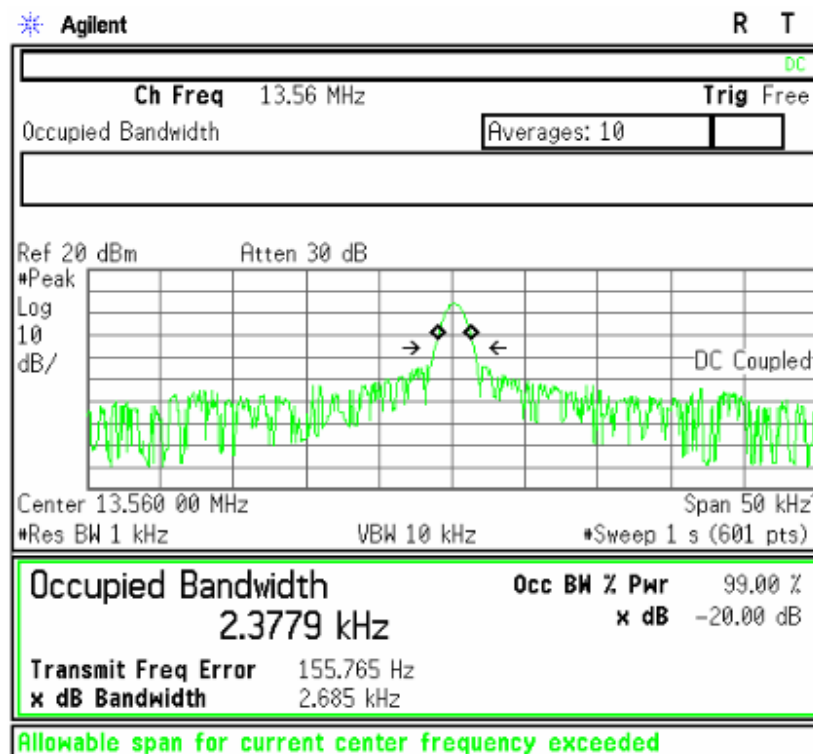 Agilent R T
DC
Ch Freq 13.56 MHz Trig Free
Occupied Bandwidth Averages: 10
Ref 20 dBm Atten 30 dB
#Peak
Log
10
dB/
DC Coupled
Center 13.560 00 MHz Span 50 kHz
#Res BW 1 kHz VBW 10 kHz #Sweep 1 s (601 pts)
Occupied Bandwidth Occ BW % Pwr 99.00 %
2.3779 kHz x dB -20.00 dB
Transmit Freq Error 155.765 Hz
x dB Bandwidth 2.685 kHz
Allowable span for current center frequency exceeded